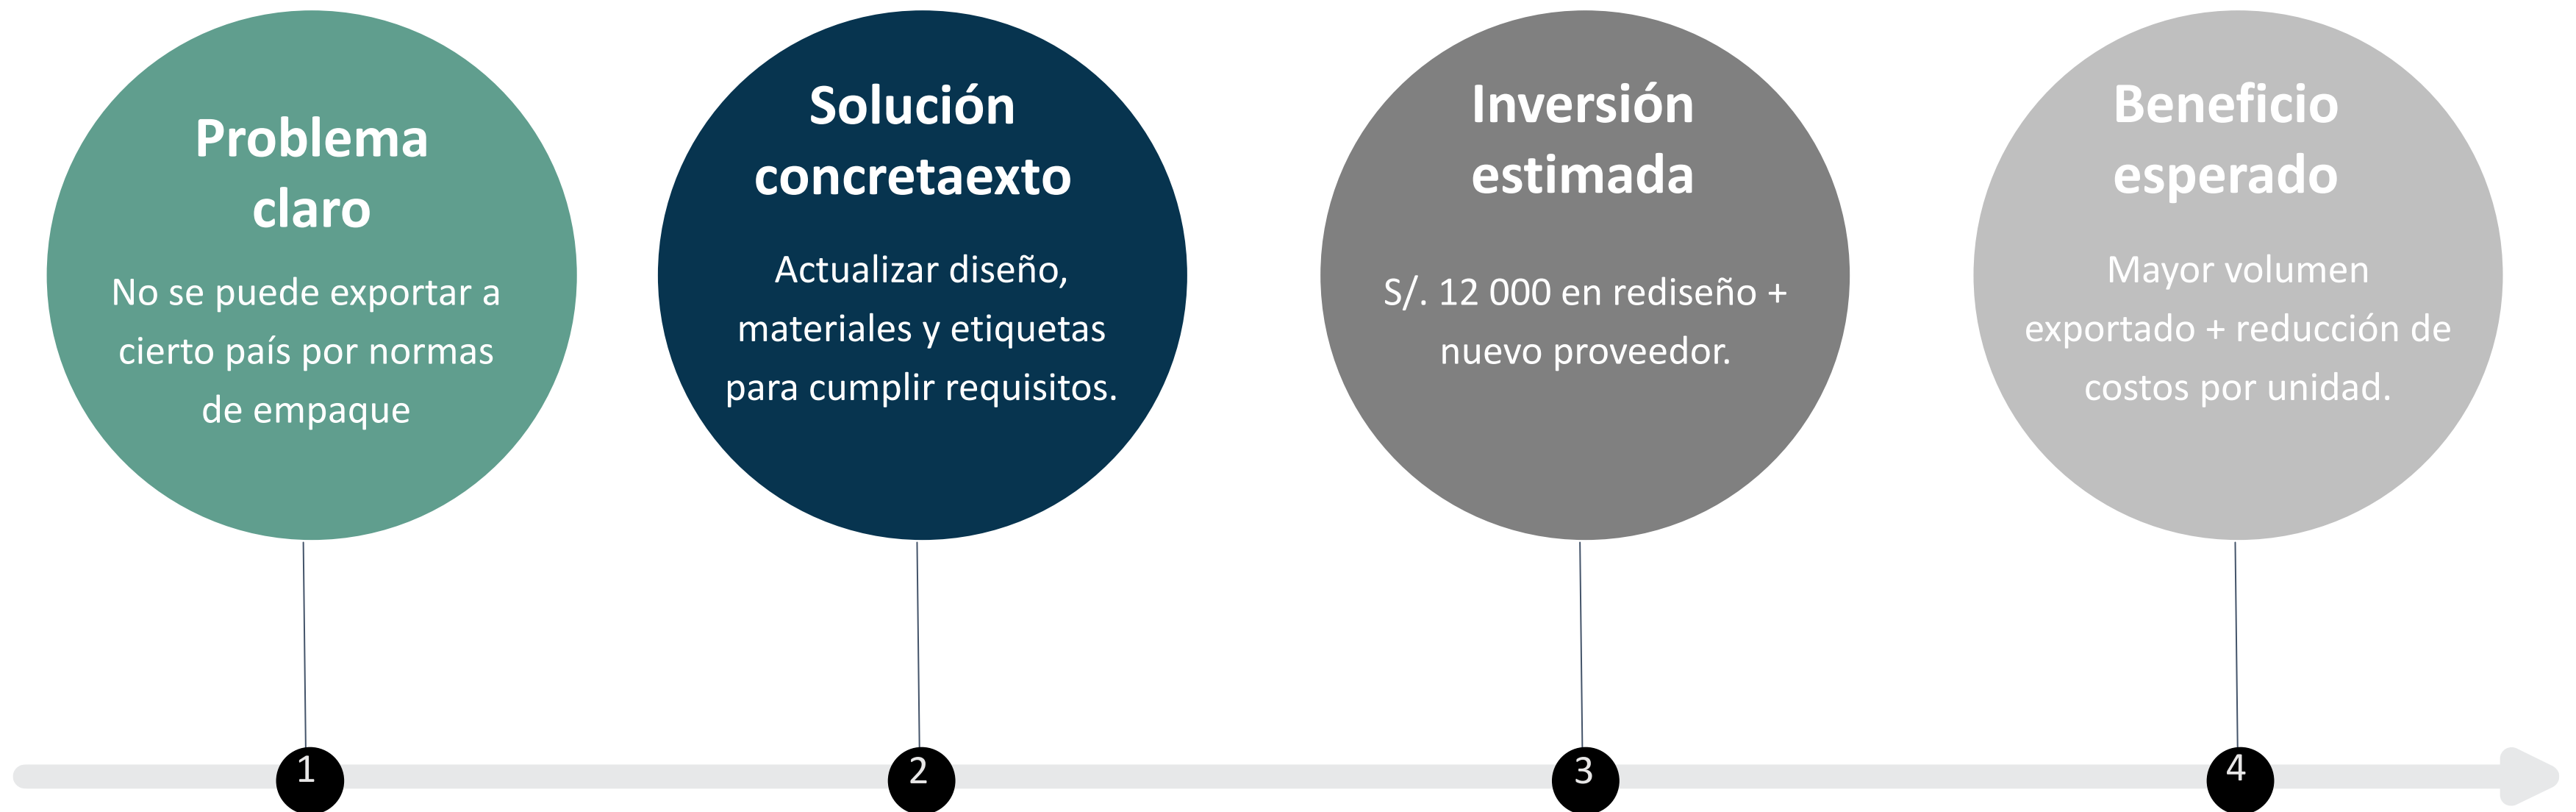 Problema
claro
No se puede exportar a
cierto país por normas
de empaque
Solución
concretaexto
Actualizar diseño,
materiales y etiquetas
para cumplir requisitos.
Inversión
estimada
S/. 12 000 en rediseño +
nuevo proveedor.
Beneficio
esperado
Mayor volumen
exportado + reducción de
costos por unidad.
1
2
3
4